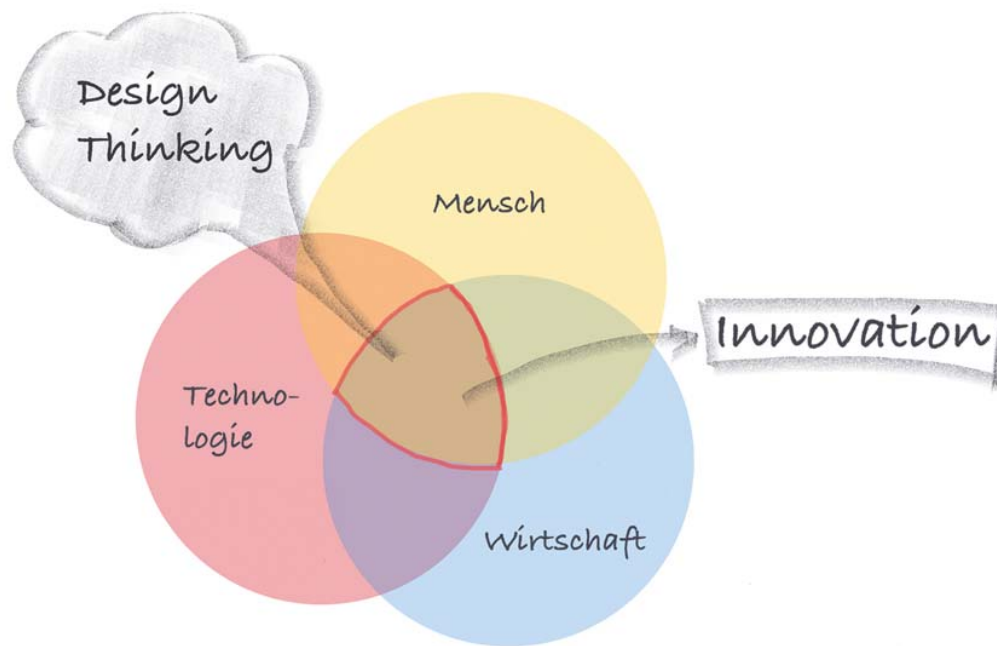 Design
Thinking
Mensch
Innovation
Techno-
logie
Wirtschaft